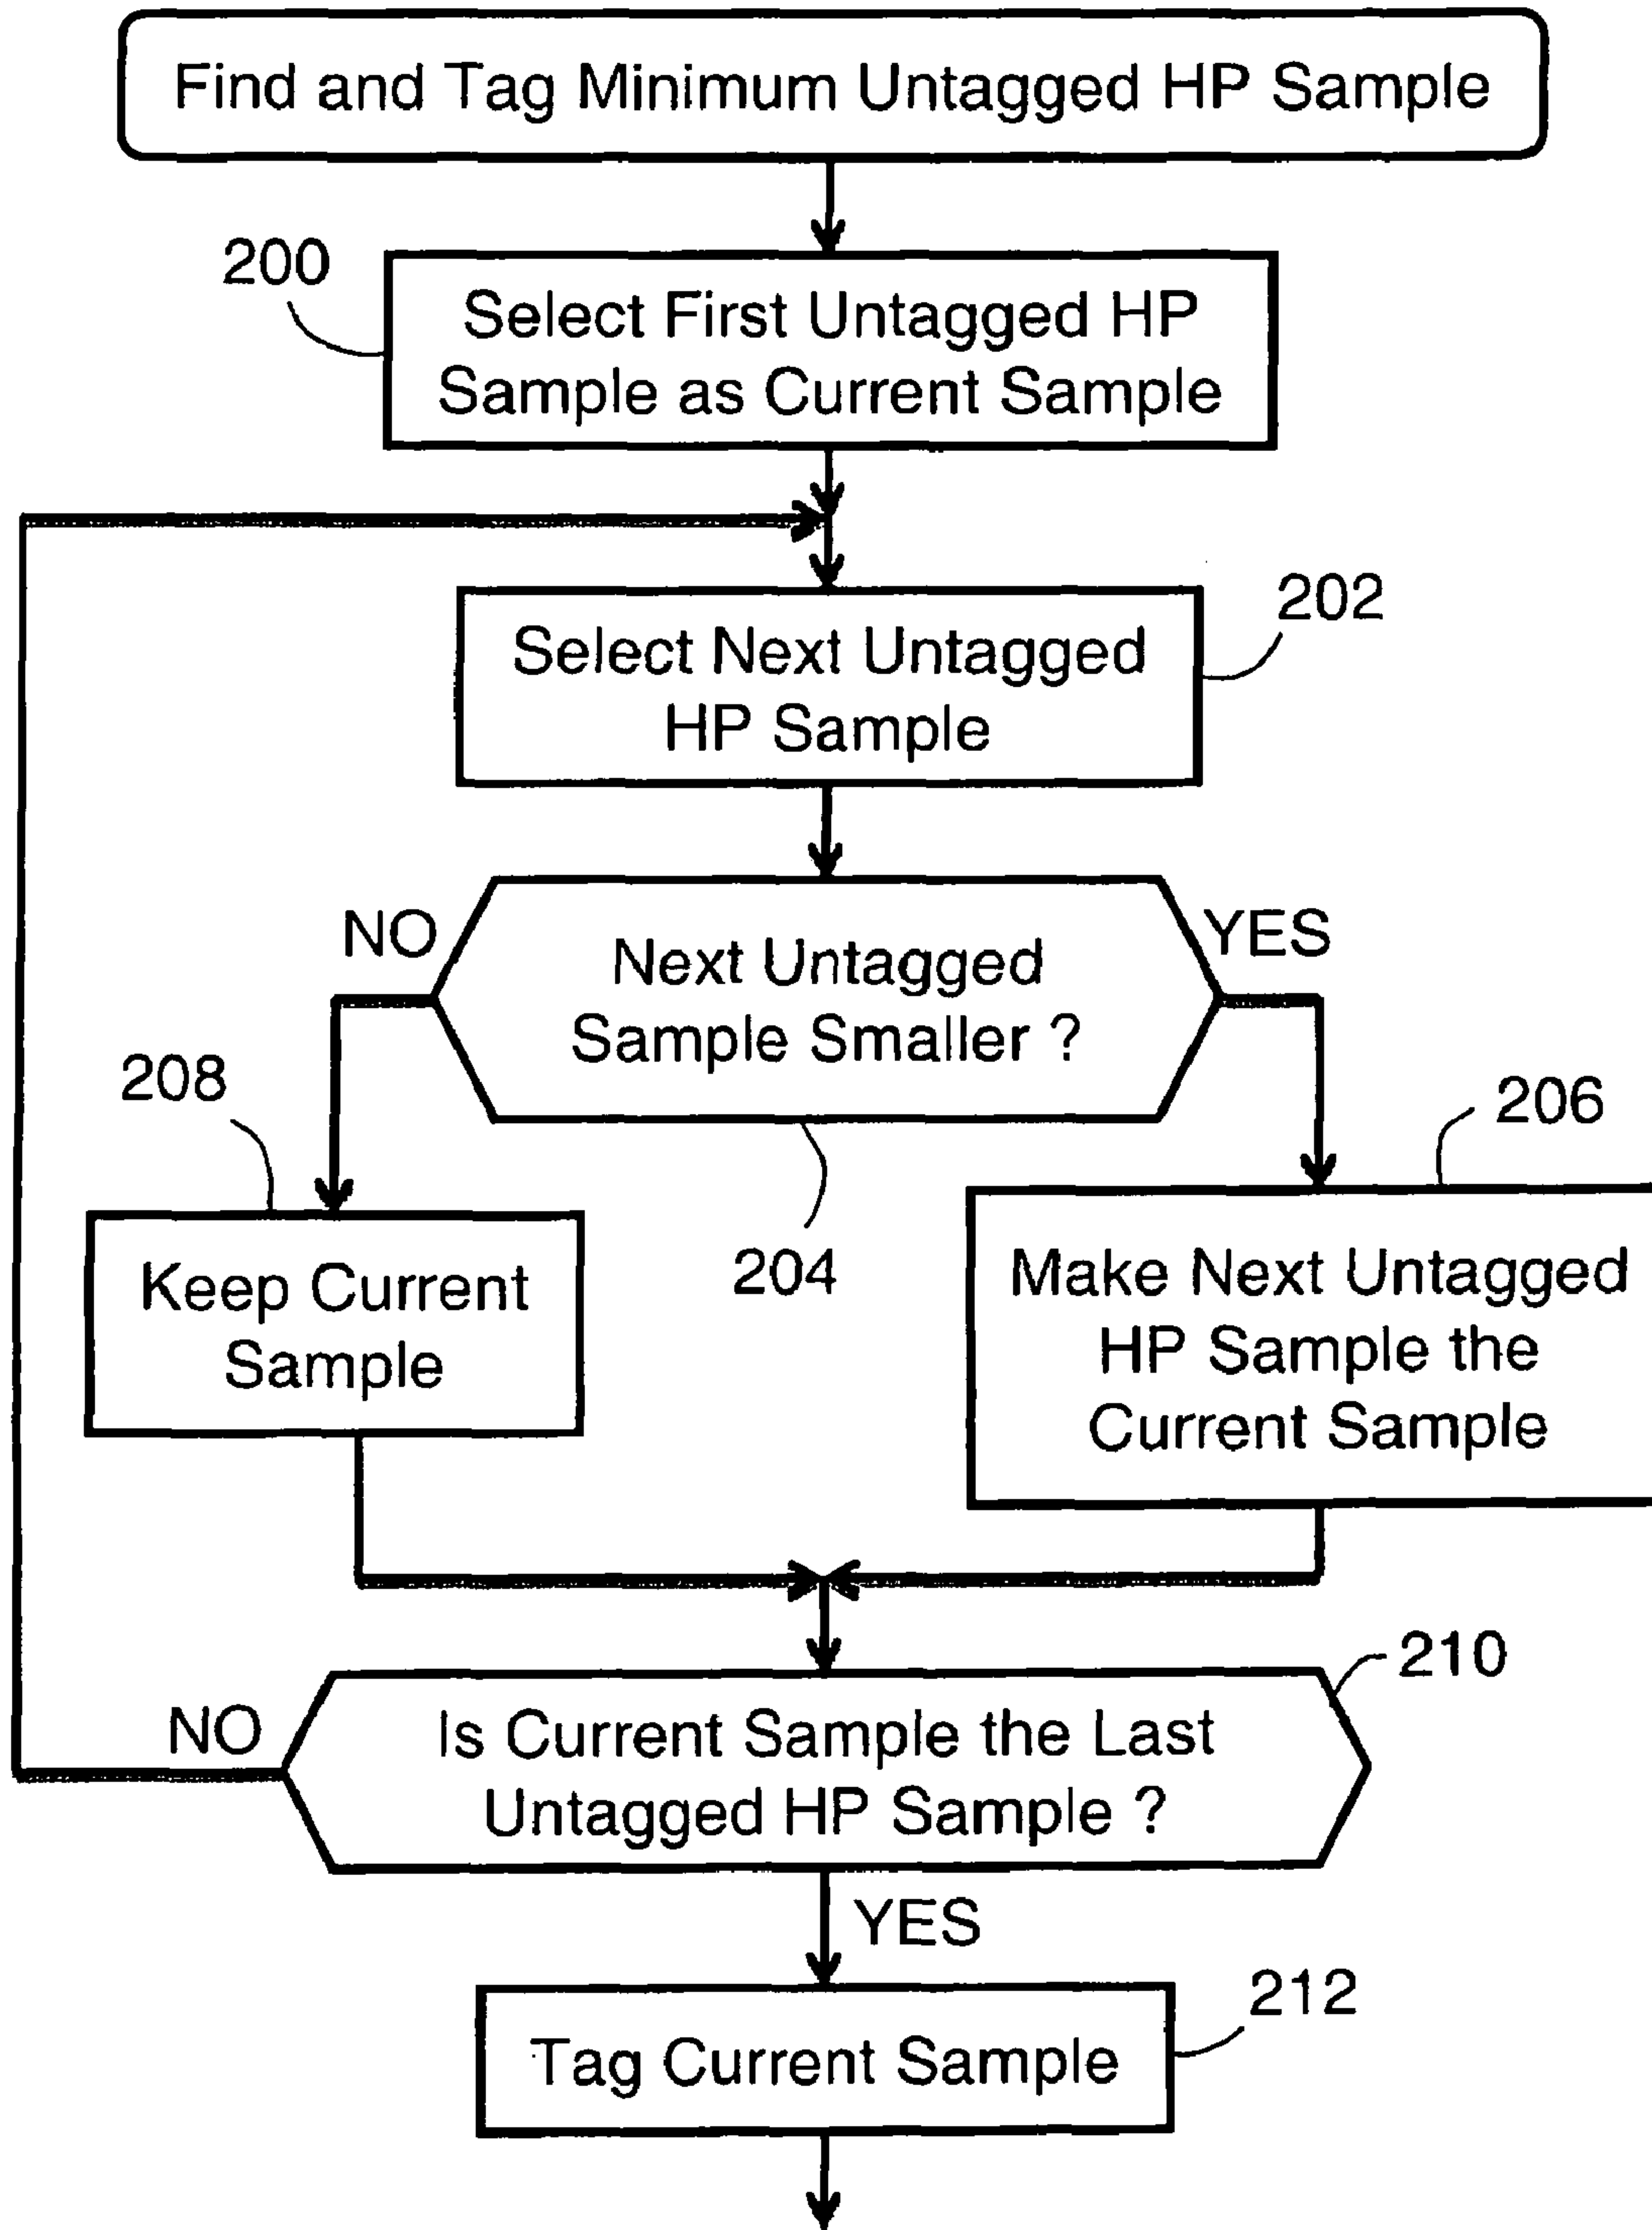 Find and Tag Minimum Untagged HP Sample
200
Select First Untagged HP
Sample as Current Sample
202
Select Next Untagged
HP Sample
NO
YES
Next Untagged
Sample Smaller ?
208
206
204
Keep Current
Sample
Make Next Untagged
HP Sample the
Current Sample
210
NO
Is Current Sample the Last
Untagged HP Sample ?
YES
212
Tag Current Sample